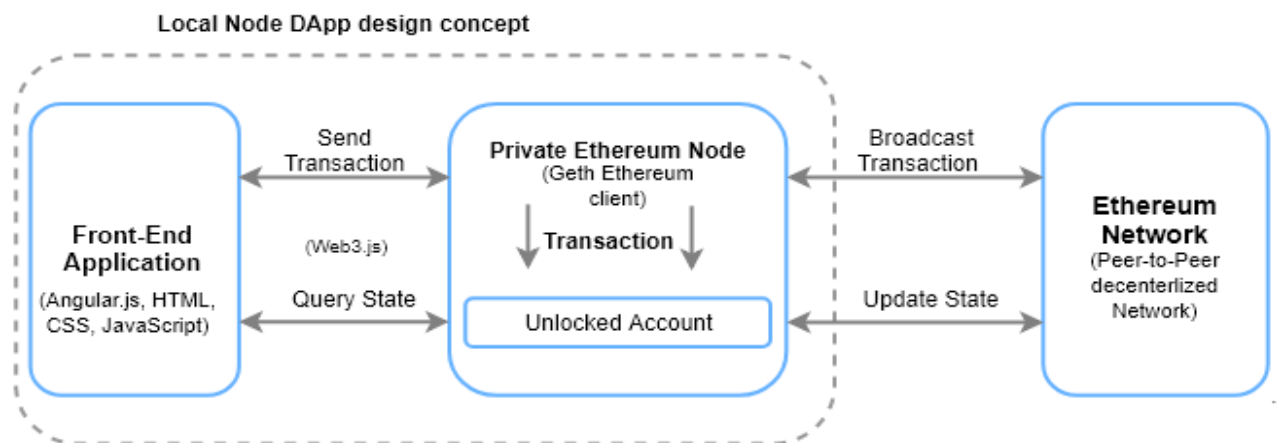 Local Node DApp design concept
Front-End
Application
(Angular.js, HTML,
CSS, JavaScript)
Send
Transaction
(Web3.js)
Query State
Private Ethereum Node
(Geth Ethereum
client)
Transaction
Unlocked Account
Broadcast
Transaction
Update State
Ethereum
Network
(Peer-to-Peer
decenterlized
Network)